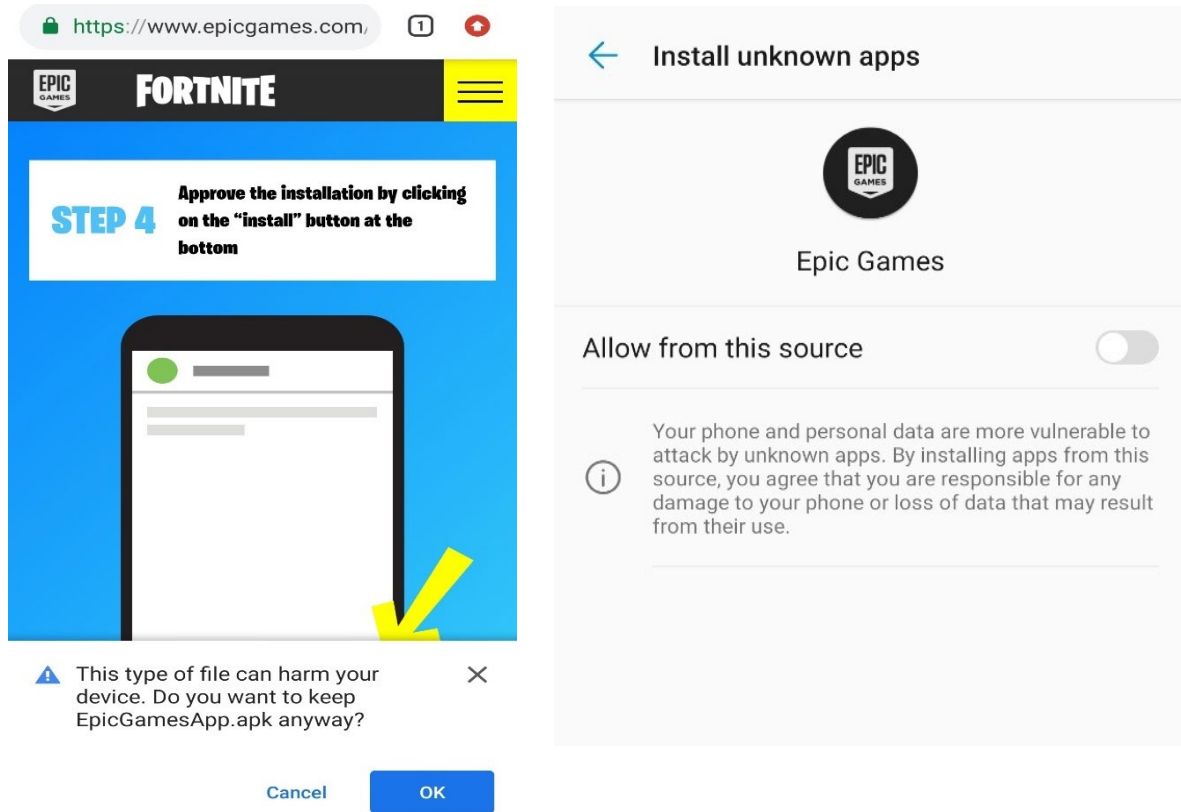 https://www.epicgames.com/
1
EPIC
GAMES
FORTNITE
STEP 4
Approve the installation by clicking
on the “install” button at the
bottom
This type of file can harm your
device. Do you want to keep
EpicGamesApp.apk anyway?
Cancel
OK
Install unknown apps
EPIC
GAMES
Epic Games
Allow from this source
Your phone and personal data are more vulnerable to
attack by unknown apps. By installing apps from this
source, you agree that you are responsible for any
damage to your phone or loss of data that may result
from their use.